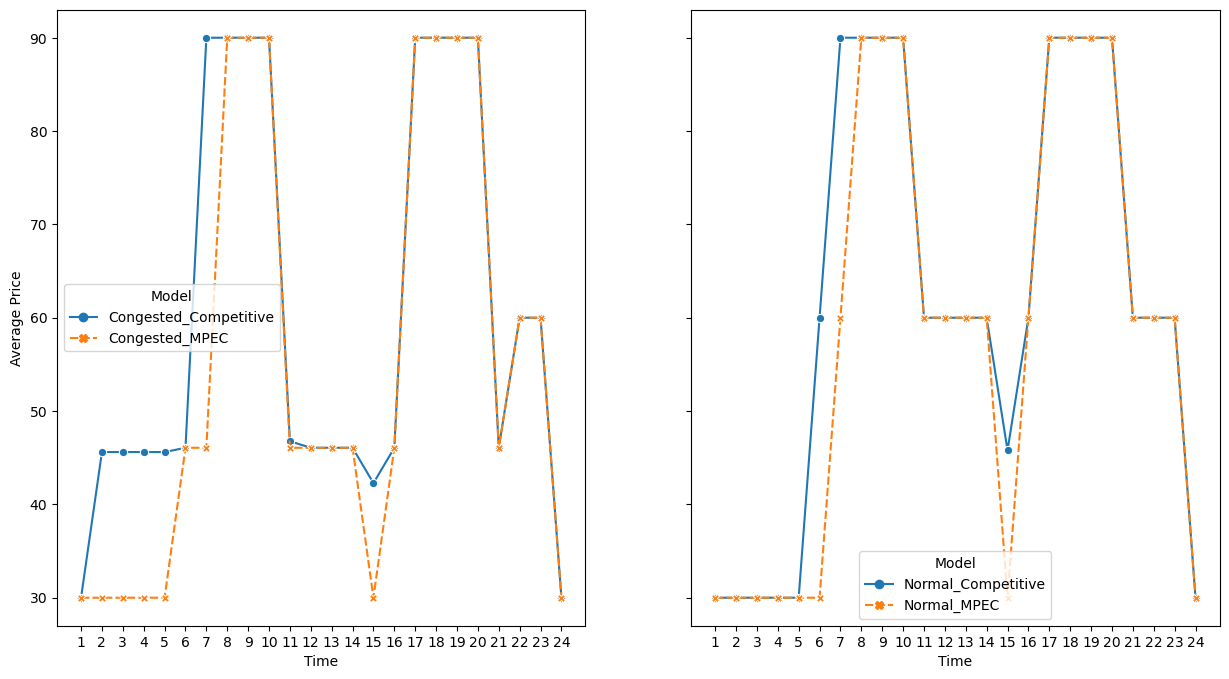 90
80
70
60
50
40
30
Average Price
Model
Congested_Competitive
Congested_MPEC
1 2 3 4 5 6 7 8 9 10 11 12 13 14 15 16 17 18 19 20 21 22 23 24
Time
Model
Normal_Competitive
Normal_MPEC
1 2 3 4 5 6 7 8 9 10 11 12 13 14 15 16 17 18 19 20 21 22 23 24
Time